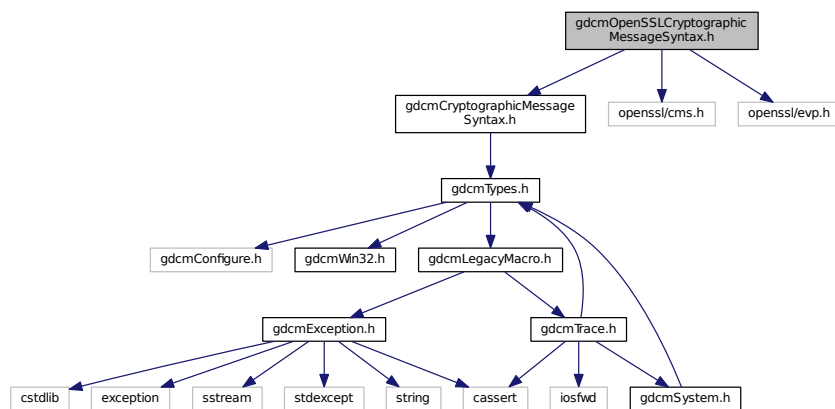 gdcmOpenSSLCryptographic
MessageSyntax.h
gdcmCryptographicMessage
Syntax.h
openssl/cms.h
openssl/evp.h
gdcmTypes.h
gdcmConfigure.h
gdcmWin32.h
gdcmLegacyMacro.h
gdcmException.h
gdcmTrace.h
cstdlib
exception
sstream
stdexcept
string
cassert
iosfwd
gdcmSystem.h